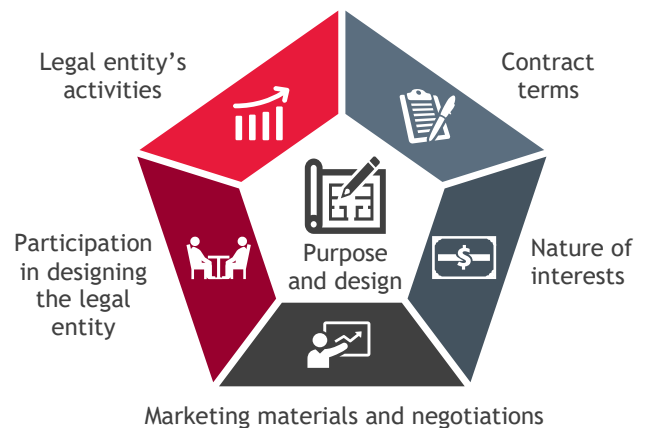 Legal entity's
activities
Contract
terms
Participation
in designing
the legal
entity
Purpose
and design
$
Nature of
interests
Marketing materials and negotiations